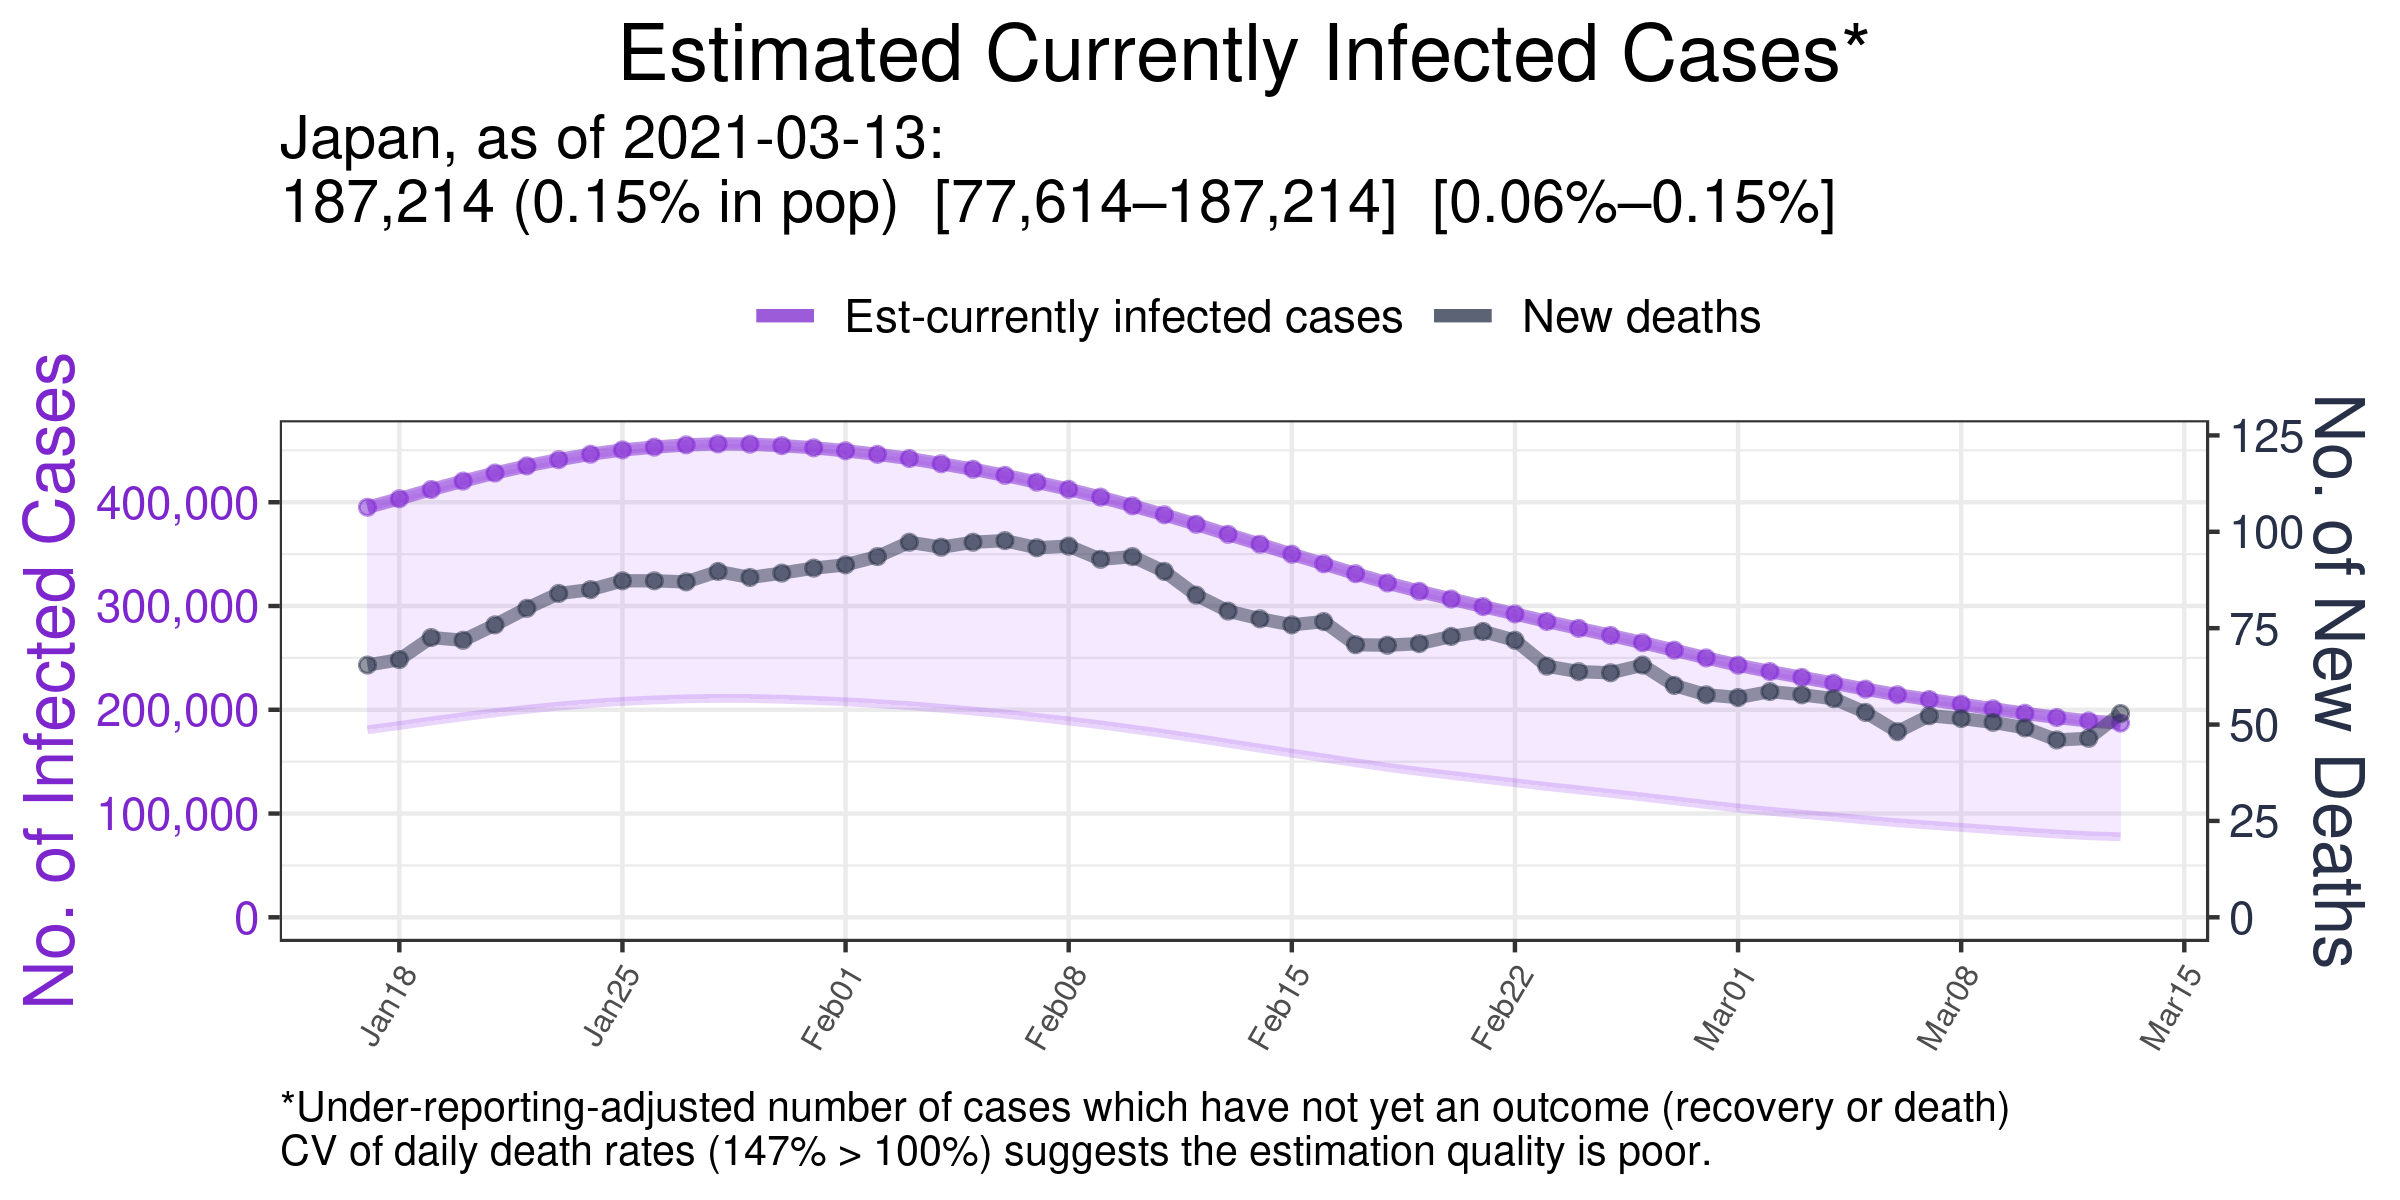 Estimated Currently Infected Cases*
Japan, as of 2021-03-13:
187,214 (0.15% in pop)  [77,614–187,214]  [0.06%–0.15%]
Est-currently infected cases
New deaths
No. of Infected Cases
400,000
300,000
200,000
100,000
0
125
100
75
50
25
0
No. of New Deaths
Jan18
Jan25
Feb01
Feb08
Feb15
Feb22
Mar01
Mar08
Mar15
*Under-reporting-adjusted number of cases which have not yet an outcome (recovery or death)
CV of daily death rates (147% > 100%) suggests the estimation quality is poor.